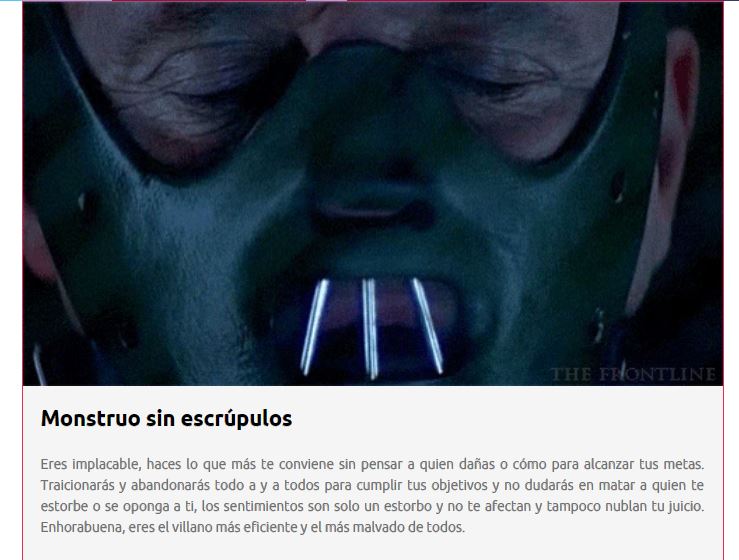 THE FRONTLINE
Monstruo sin escrúpulos
Eres implacable, haces lo que más te conviene sin pensar a quien dañas o cómo para alcanzar tus metas.
Traicionarás y abandonarás todo a y a todos para cumplir tus objetivos y no dudarás en matar a quien te
estorbe o se oponga a ti, los sentimientos son solo un estorbo y no te afectan y tampoco nublan tu juicio.
Enhorabuena, eres el villano más eficiente y el más malvado de todos.